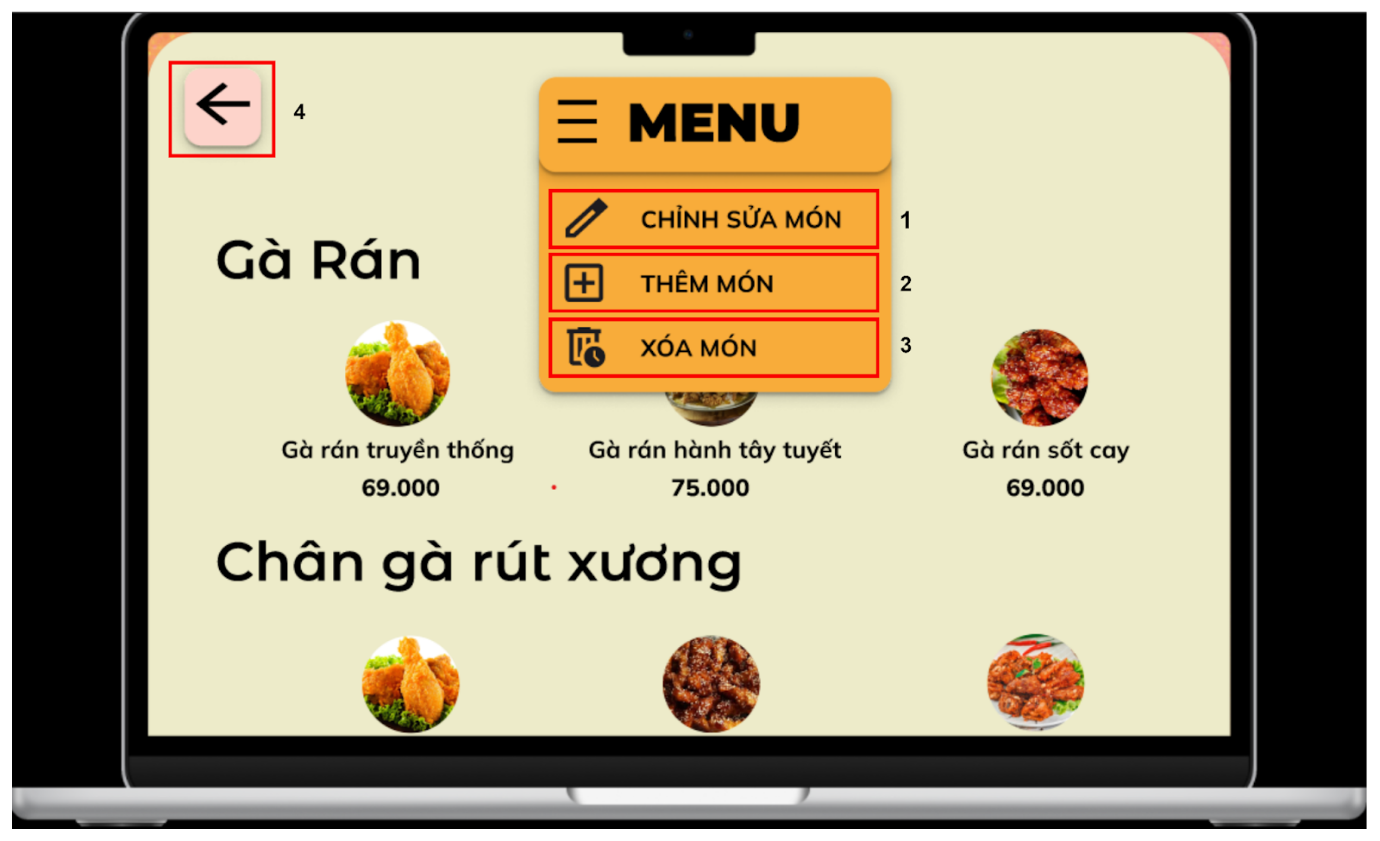 4
MENU
CHỈNH SỬA MÓN
1
Gà Rán
THÊM MÓN
2
XÓA MÓN
3
Gà rán truyền thống
Gà rán hành tây tuyết
Gà rán sốt cay
69.000
75.000
69.000
Chân gà rút xương